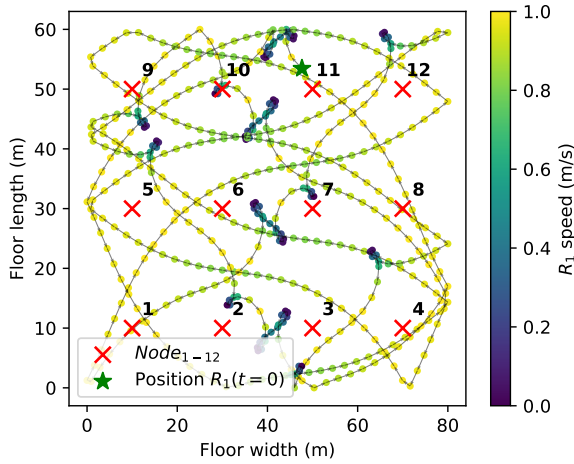 60
50
40
30
20
10
0
Floor length (m)
9 10 11 12
5 6 7 8
1 2 3 4
Node₁₋₁₂
Position R₁(t = 0)
0 20 40 60 80
Floor width (m)
1.0
0.8
0.6
0.4
0.2
0.0
R₁ speed (m/s)